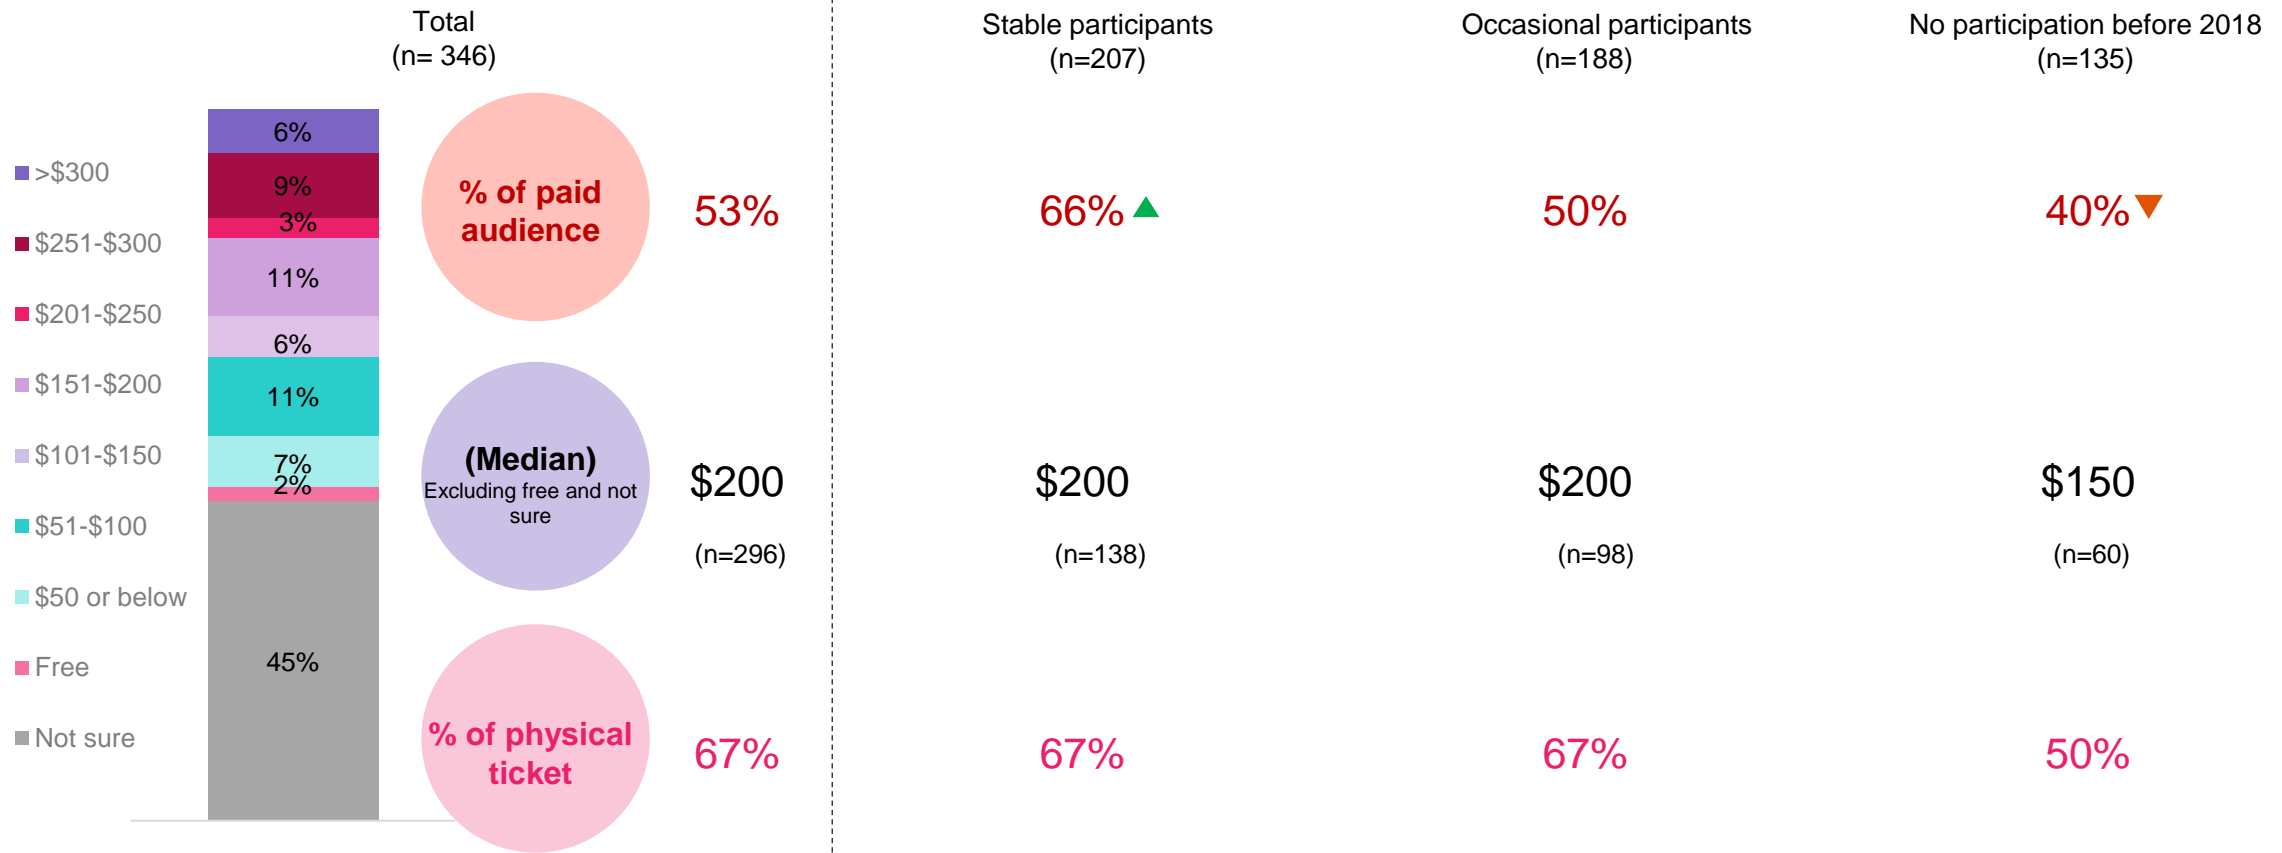 Total
(n= 346)
Stable participants
(n=207)
Occasional participants
(n=188)
No participation before 2018
(n=135)
>$300
$251-$300
$201-$250
$151-$200
$101-$150
$51-$100
$50 or below
Free
Not sure
6%
9%
3%
11%
6%
11%
7%
2%
45%
% of paid
audience
53%
66%
50%
40%
(Median)
Excluding free and not
sure
$200
$200
$200
$150
(n=296)
(n=138)
(n=98)
(n=60)
% of physical
ticket
67%
67%
67%
50%